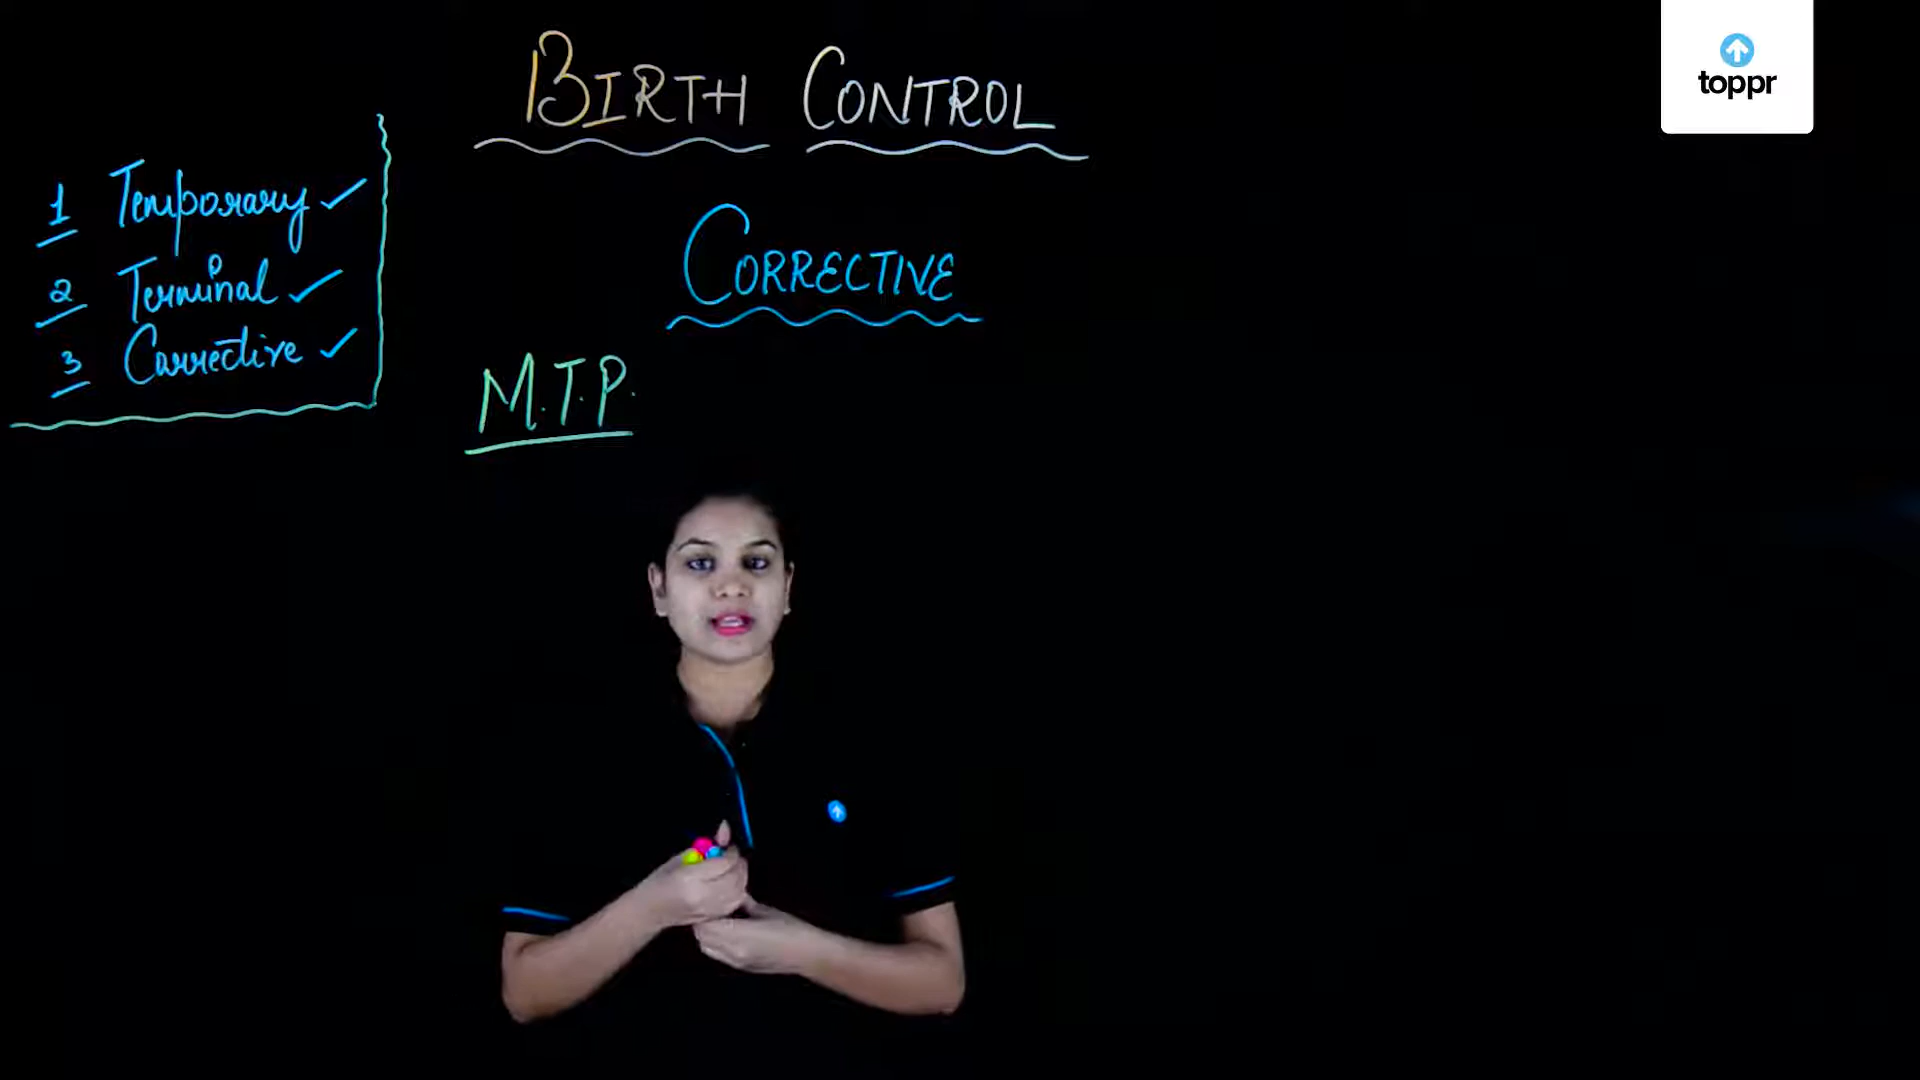 BIRTH CONTROL
toppr
1 Temporary
2 Terminal
3 Corrective
CORRECTIVE
M.T.P.